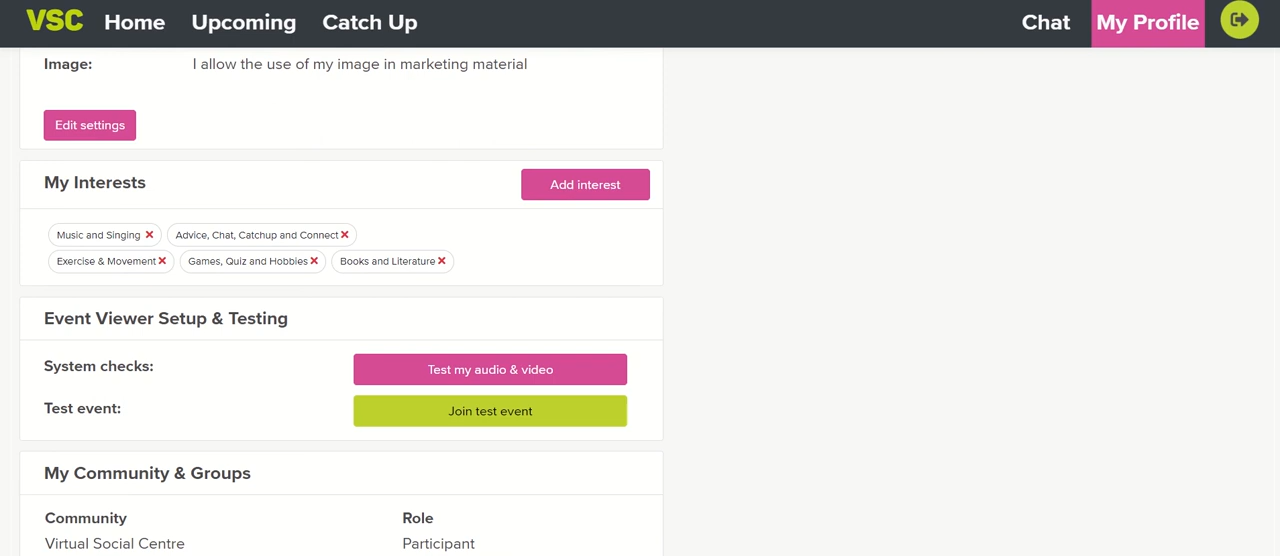 VSC Home Upcoming Catch Up Chat My Profile
Image: I allow the use of my image in marketing material
Edit settings
My Interests Add interest
Music and Singing Advice, Chat, Catchup and Connect
Exercise & Movement Games, Quiz and Hobbies Books and Literature
Event Viewer Setup & Testing
System checks: Test my audio & video
Test event: Join test event
My Community & Groups
Community Role
Virtual Social Centre Participant